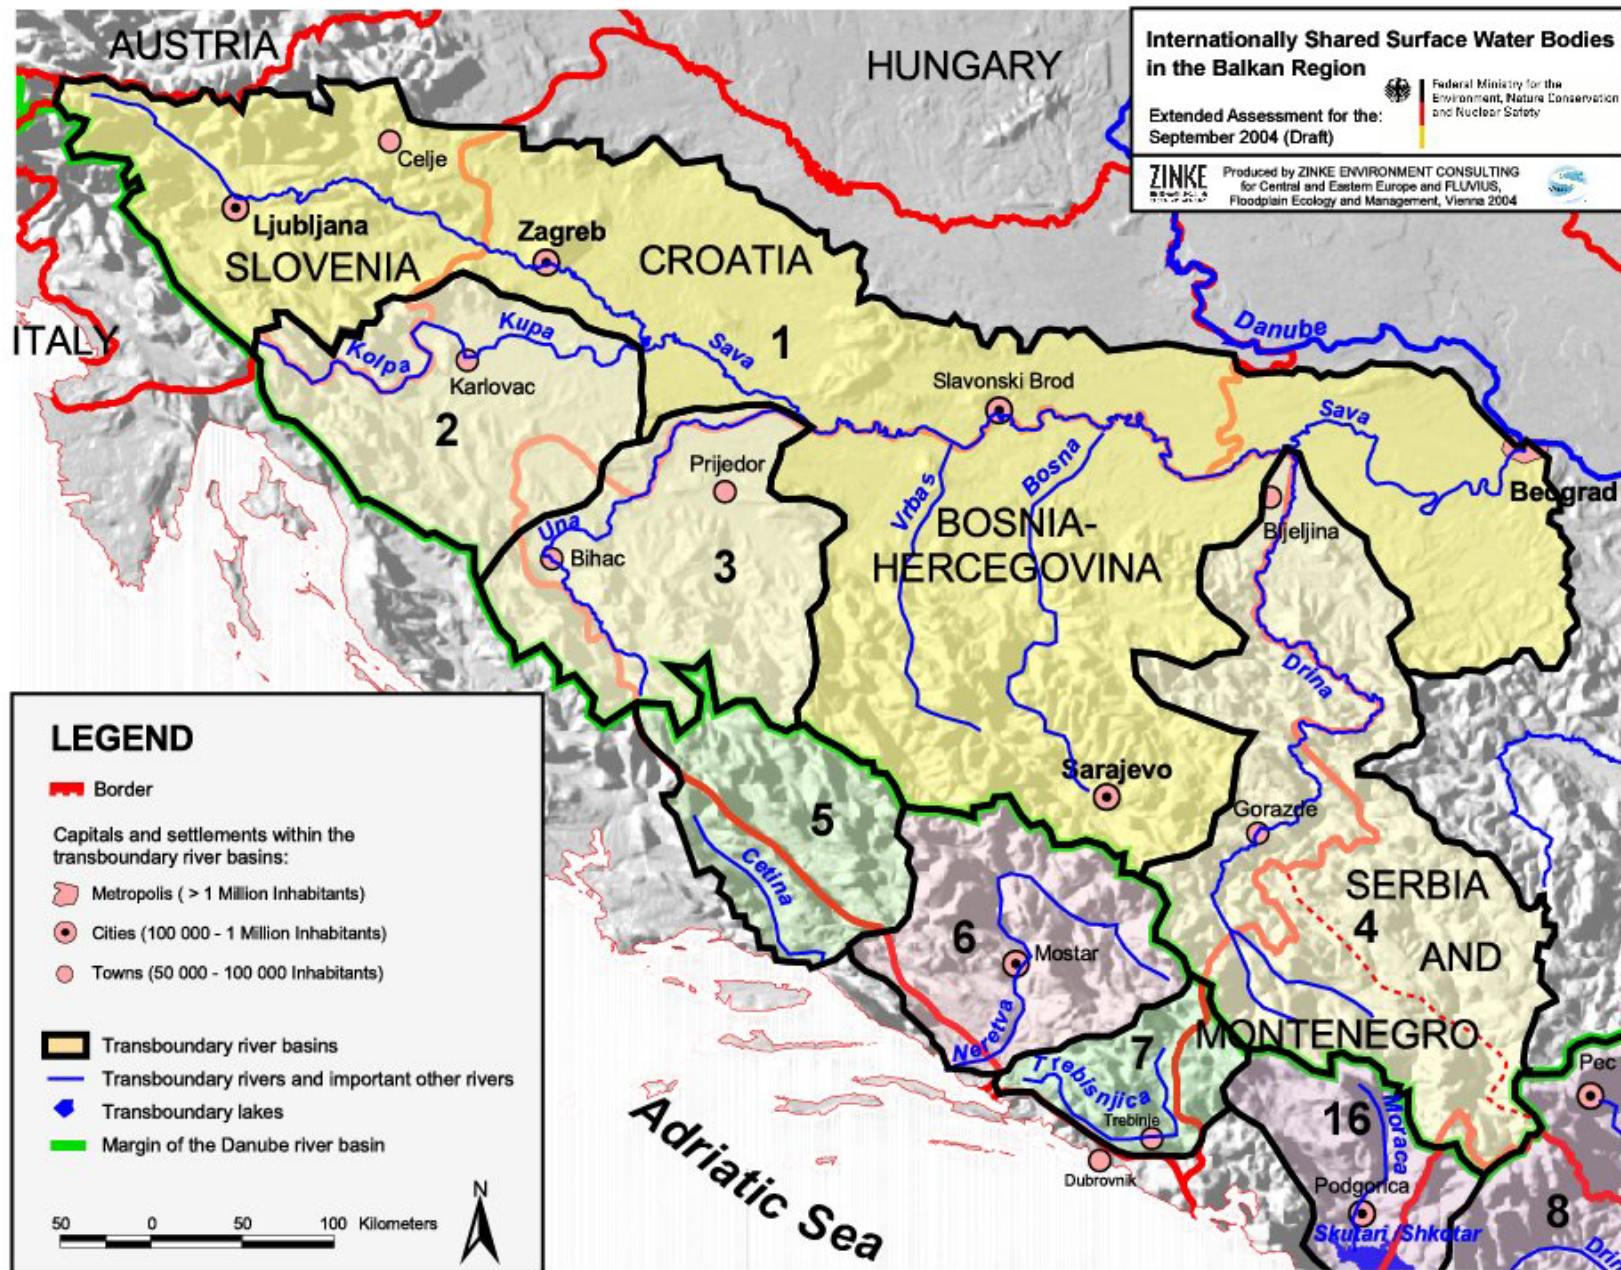 AUSTRIA
HUNGARY
Internationally Shared Surface Water Bodies
in the Balkan Region
Federal Ministry for the
Environment, Nature Conservation
and Nuclear Safety
Extended Assessment for the:
September 2004 (Draft)
ZINKE
Produced by ZINKE ENVIRONMENT CONSULTING
for Central and Eastern Europe and FLUVIUS,
Floodplain Ecology and Management, Vienna 2004
Celje
Ljubljana
Zagreb
SLOVENIA
CROATIA
ITALY
Kolpa
Kupa
Sava
1
Danube
Karlovac
Slavonski Brod
2
Sava
Prijedor
Vrbas
Bosna
Beograd
Una
Bihac
3
BOSNIA-
HERCEGOVINA
Bijeljina
Drina
Sarajevo
Gorazde
5
Cetina
SERBIA
4
AND
MONTENEGRO
6
Mostar
Neretva
7
Trebisnjica
Trebinje
Dubrovnik
Pec
16
Moraca
Podgorica
Skutari /Shkotar
8
Adriatic Sea
LEGEND
Border
Capitals and settlements within the
transboundary river basins:
Metropolis ( > 1 Million Inhabitants)
Cities (100 000 - 1 Million Inhabitants)
Towns (50 000 - 100 000 Inhabitants)
Transboundary river basins
Transboundary rivers and important other rivers
Transboundary lakes
Margin of the Danube river basin
N
50 0 50 100 Kilometers